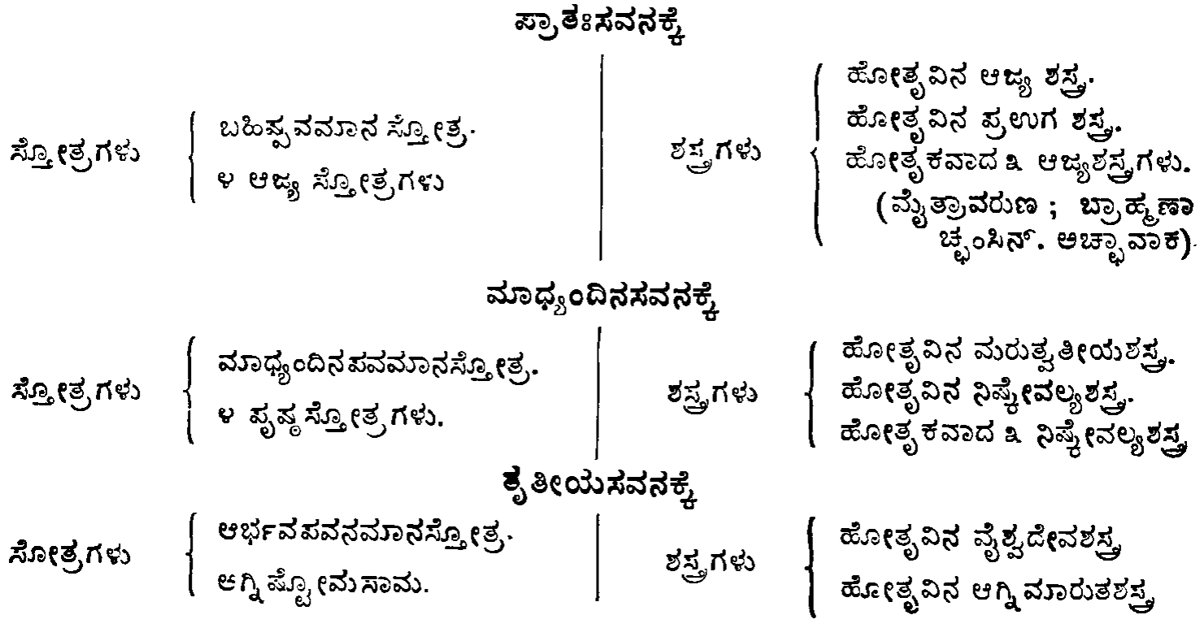 ಪ್ರಾತಃಸವನಕ್ಕೆ
ಸ್ತೋತ್ರಗಳು
ಬಹಿಷ್ಪವಮಾನ ಸ್ತೋತ್ರ.
೪ ಆಜ್ಯ ಸ್ತೋತ್ರಗಳು
ಶಸ್ತ್ರಗಳು
ಹೋತೃವಿನ ಆಜ್ಯ ಶಸ್ತ್ರ.
ಹೋತೃವಿನ ಪ್ರಉಗ ಶಸ್ತ್ರ.
ಹೋತೃಕವಾದ ೩ ಆಜ್ಯಶಸ್ತ್ರಗಳು.
(ಮೈತ್ರಾವರುಣ ; ಬ್ರಾಹ್ಮಣಾ
ಚ್ಛಂಸಿನ್. ಅಚ್ಛಾವಾಕ)
ಮಾಧ್ಯಂದಿನಸವನಕ್ಕೆ
ಸ್ತೋತ್ರಗಳು
ಮಾಧ್ಯಂದಿನಪವಮಾನಸ್ತೋತ್ರ.
೪ ಪೃಷ್ಠಸ್ತೋತ್ರಗಳು.
ಶಸ್ತ್ರಗಳು
ಹೋತೃವಿನ ಮರುತ್ವತೀಯಶಸ್ತ್ರ.
ಹೋತೃವಿನ ನಿಷ್ಕೇವಲ್ಯಶಸ್ತ್ರ.
ಹೋತೃಕವಾದ ೩ ನಿಷ್ಕೇವಲ್ಯಶಸ್ತ್ರ
ತೃತೀಯಸವನಕ್ಕೆ
ಸೋತ್ರಗಳು
ಆರ್ಭವಪವನಮಾನಸ್ತೋತ್ರ.
ಅಗ್ನಿಷ್ಟೋಮಸಾಮ.
ಶಸ್ತ್ರಗಳು
ಹೋತೃವಿನ ವೈಶ್ವದೇವಶಸ್ತ್ರ
ಹೋತೃವಿನ ಆಗ್ನಿಮಾರುತಶಸ್ತ್ರ